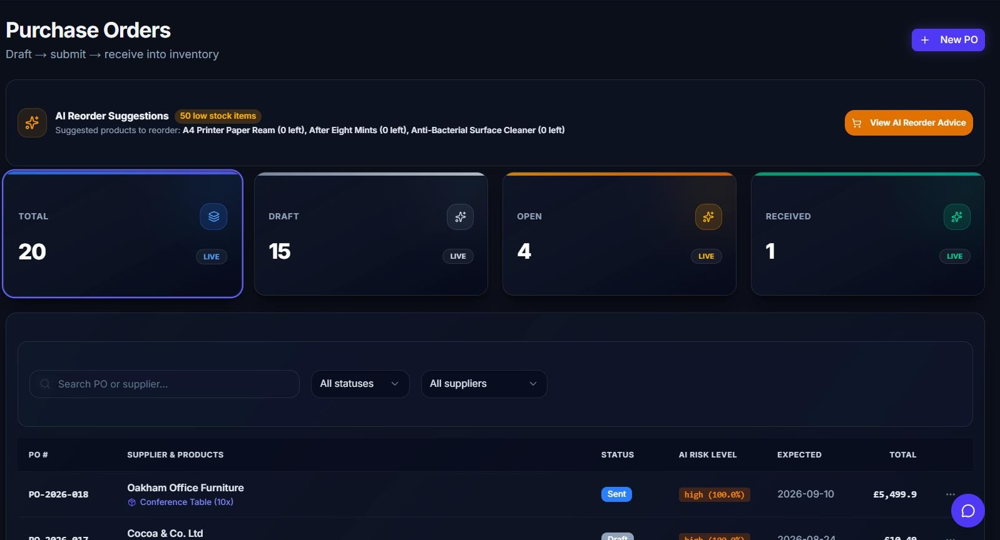 Purchase Orders
Draft → submit → receive into inventory
+ New PO
AI Reorder Suggestions 50 low stock items
Suggested products to reorder: A4 Printer Paper Ream (0 left), After Eight Mints (0 left), Anti-Bacterial Surface Cleaner (0 left)
View AI Reorder Advice
TOTAL
20
LIVE
DRAFT
15
LIVE
OPEN
4
LIVE
RECEIVED
1
LIVE
Search PO or supplier...
All statuses
All suppliers
PO # SUPPLIER & PRODUCTS STATUS AI RISK LEVEL EXPECTED TOTAL
PO-2026-018 Oakham Office Furniture Sent high (100.0%) 2026-09-10 £5,499.9 ···
Conference Table (10x)
PO-2026-017 Cocoa & Co. Ltd Draft high (100.0%) 2026-08-24 £10.49